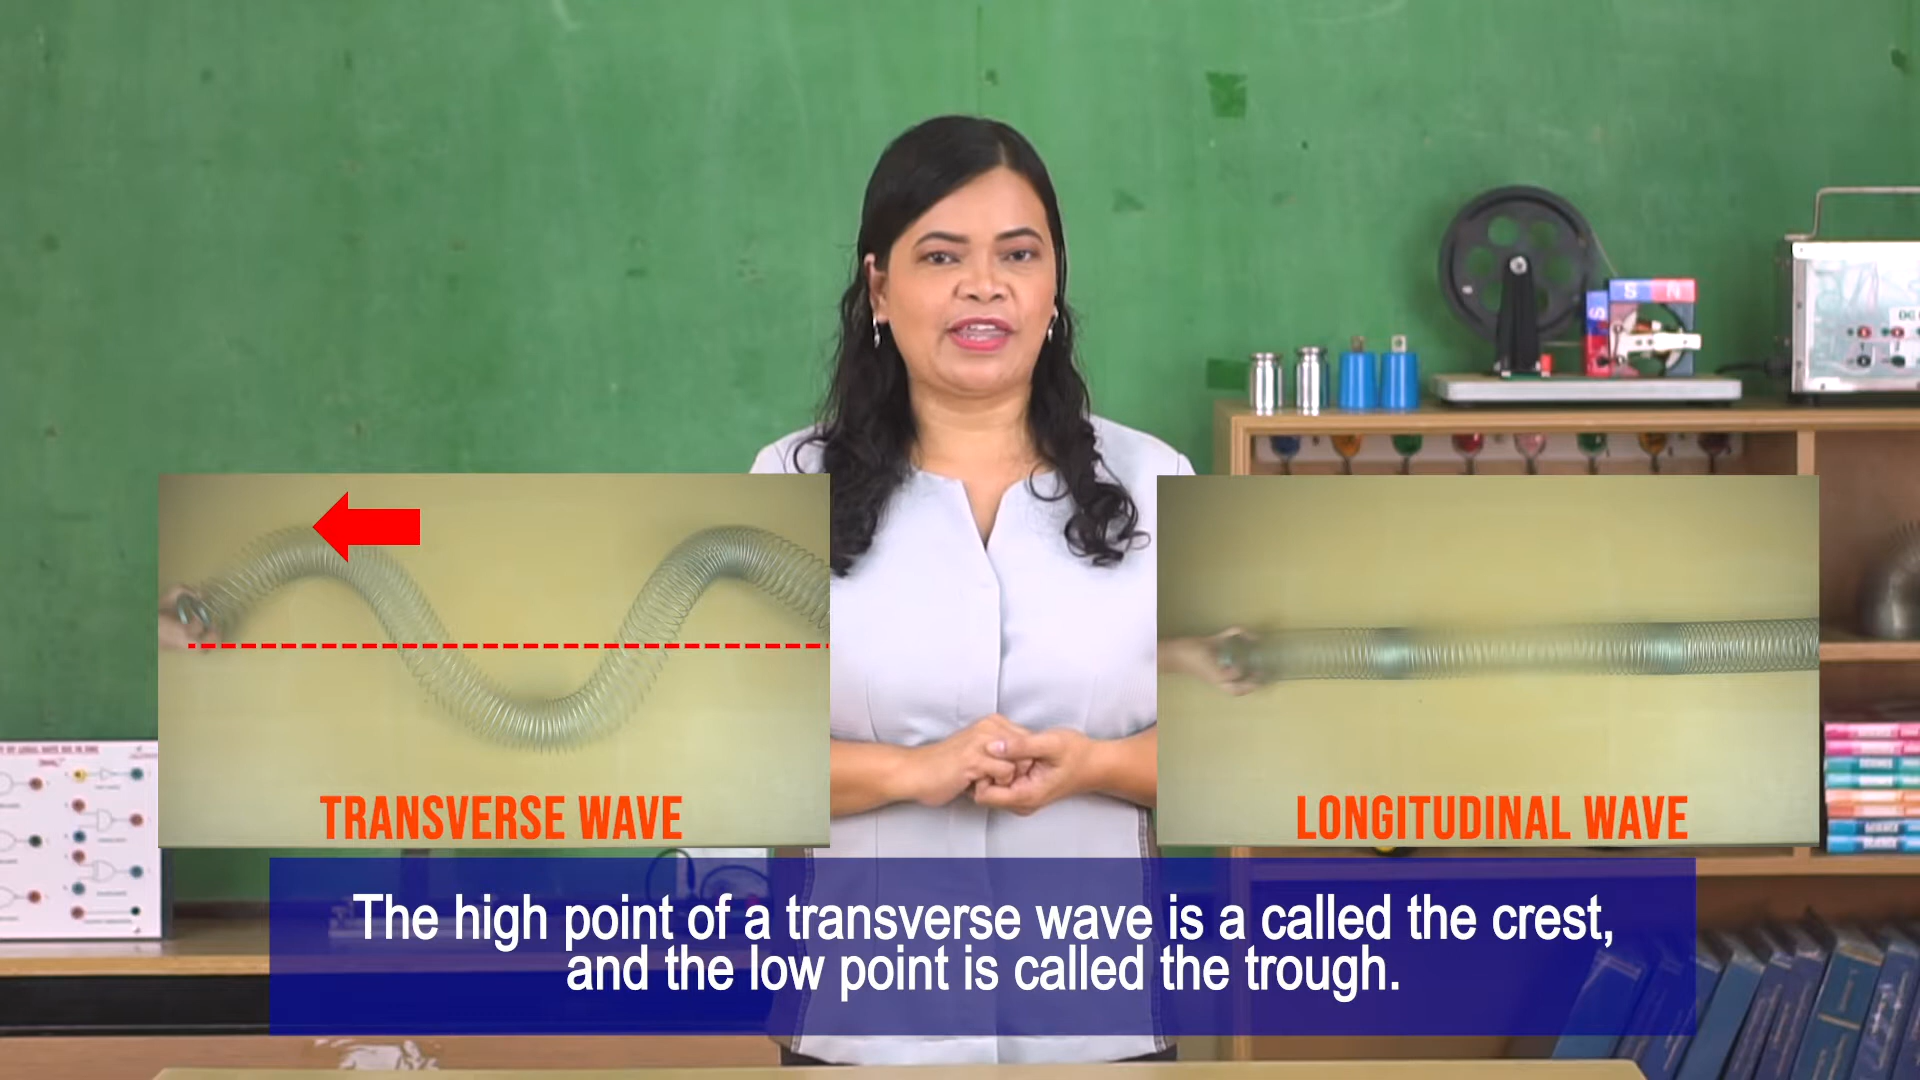 S N
S
DC
TRANSVERSE WAVE
LONGITUDINAL WAVE
The high point of a transverse wave is a called the crest,
and the low point is called the trough.